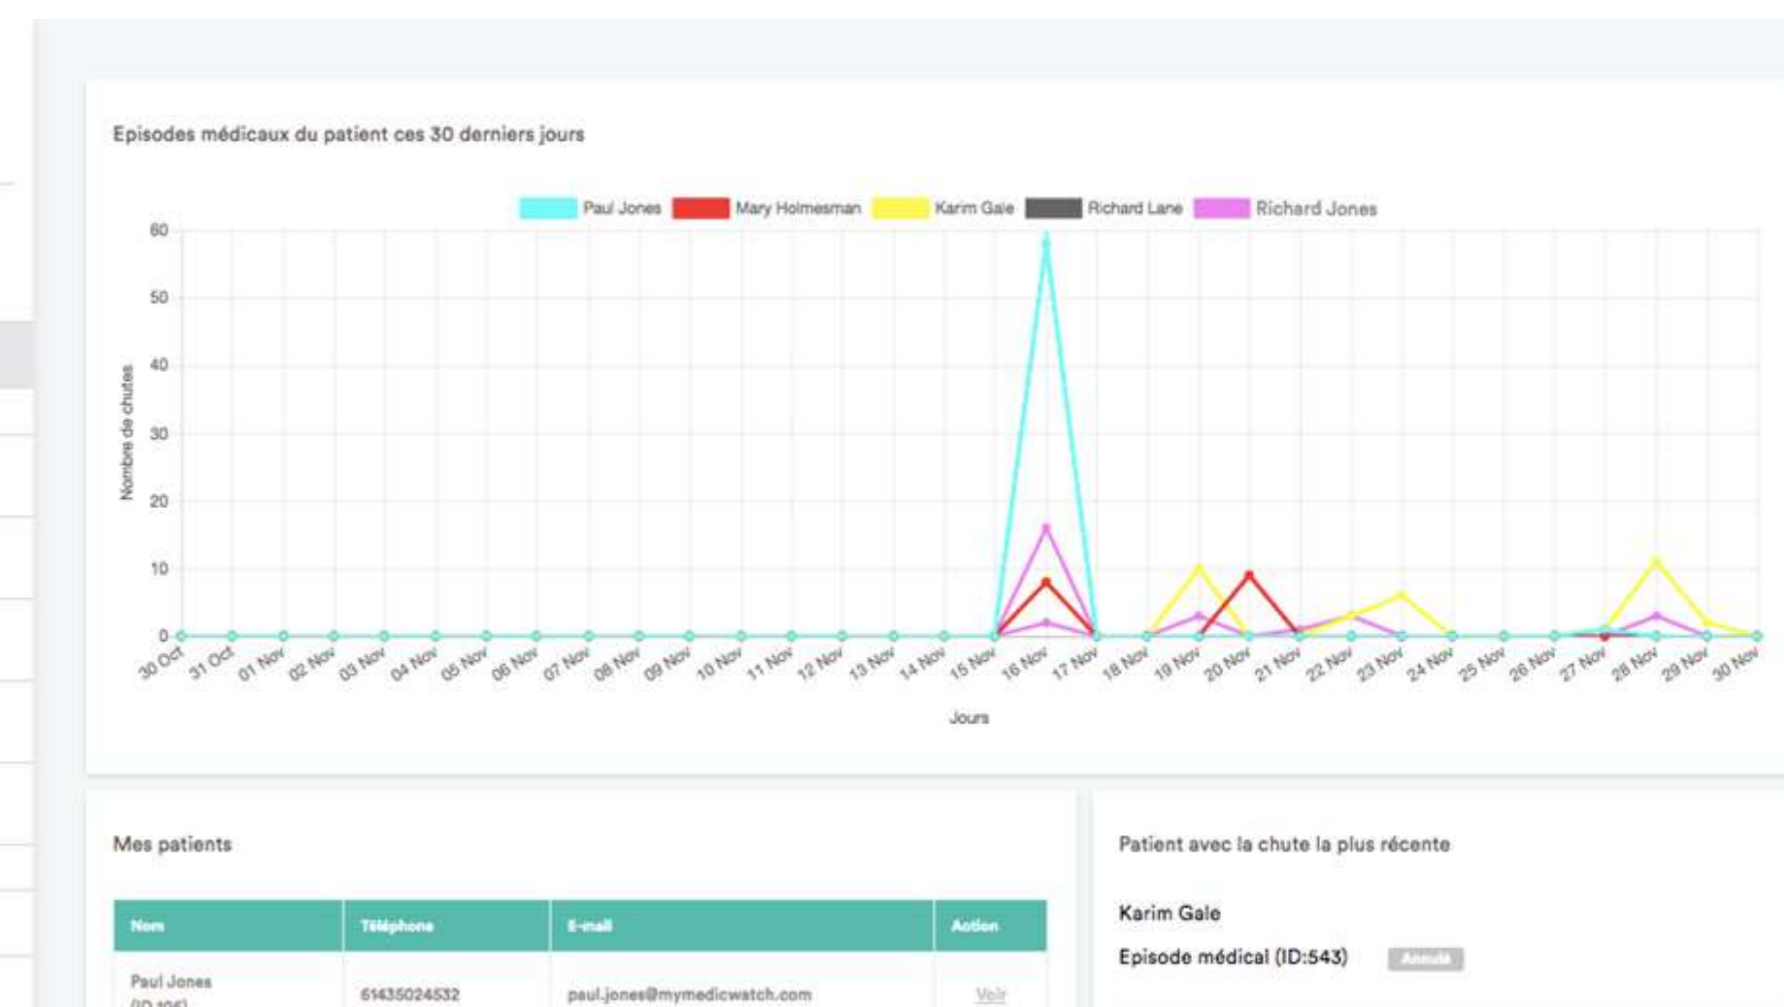 Episodes médicaux du patient ces 30 derniers jours
Paul Jones Mary Holmesman Karim Gale Richard Lane Richard Jones
60
50
40
30
20
10
0
Nombre de chutes
30 Oct 31 Oct 01 Nov 02 Nov 03 Nov 04 Nov 05 Nov 06 Nov 07 Nov 08 Nov 09 Nov 10 Nov 11 Nov 12 Nov 13 Nov 14 Nov 15 Nov 16 Nov 17 Nov 18 Nov 19 Nov 20 Nov 21 Nov 22 Nov 23 Nov 24 Nov 25 Nov 26 Nov 27 Nov 28 Nov 29 Nov 30 Nov
Jours
Mes patients
Nom Téléphone E-mail Action
Paul Jones
61435024532 paul.jones@mymedicwatch.com Voir
Patient avec la chute la plus récente
Karim Gale
Episode médical (ID:543) Annulé